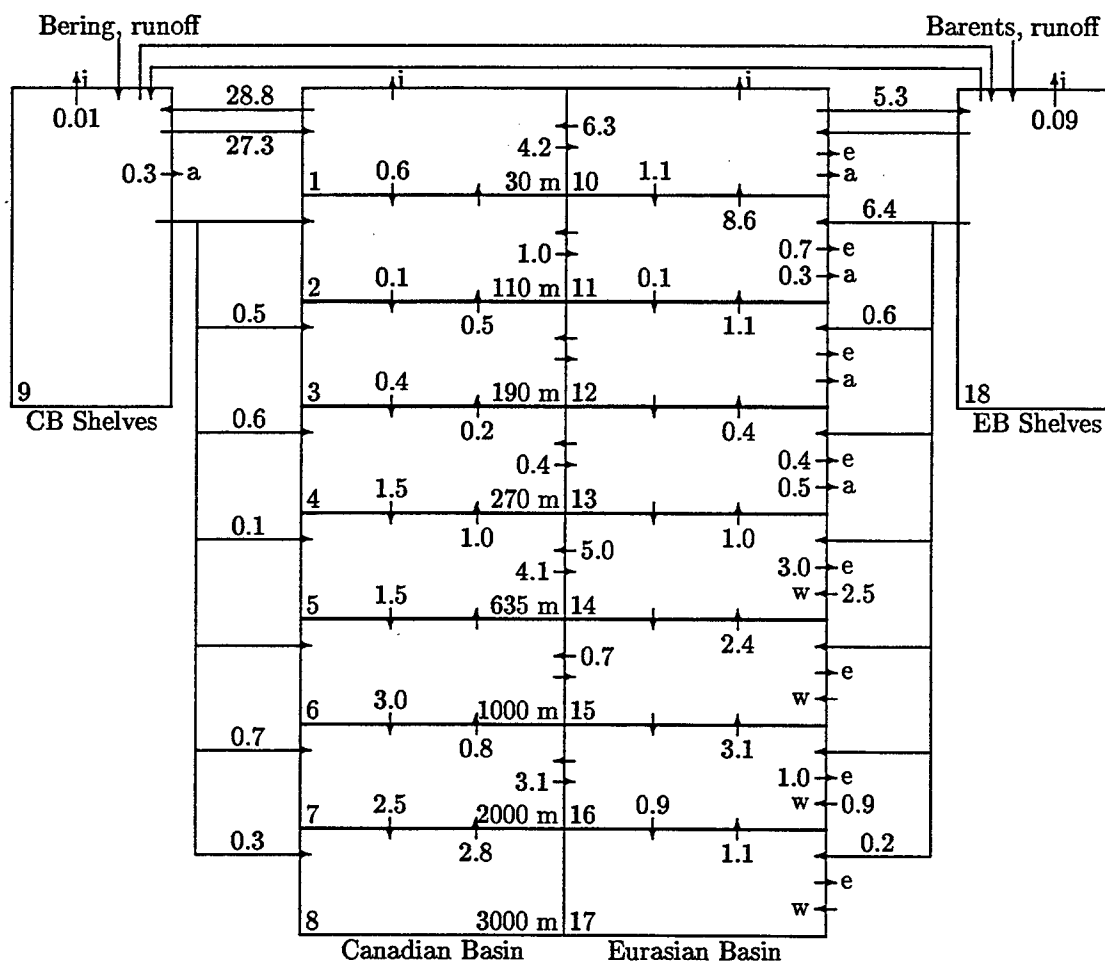 Bering, runoff
Barents, runoff
i i i i
0.01 28.8 5.3 0.09
27.3 6.3
4.2 e
0.3 a 0.6 1.1 a
1 30 m 10
8.6 6.4
1.0 0.7 e
0.1 0.1 0.3 a
2 110 m 11
0.5 0.5 1.1 0.6
e
0.4 a
9 3 190 m 12 18
CB Shelves EB Shelves
0.6 0.2 0.4
0.4 0.4 e
1.5 0.5 a
4 270 m 13
0.1 1.0 1.0
5.0
4.1 3.0 e
1.5 w 2.5
5 635 m 14
2.4
0.7 e
3.0 w
6 1000 m 15
0.7 0.8 3.1
3.1 1.0 e
2.5 0.9 w 0.9
7 2000 m 16
0.3 2.8 1.1 0.2
e
w
8 3000 m 17
Canadian Basin Eurasian Basin